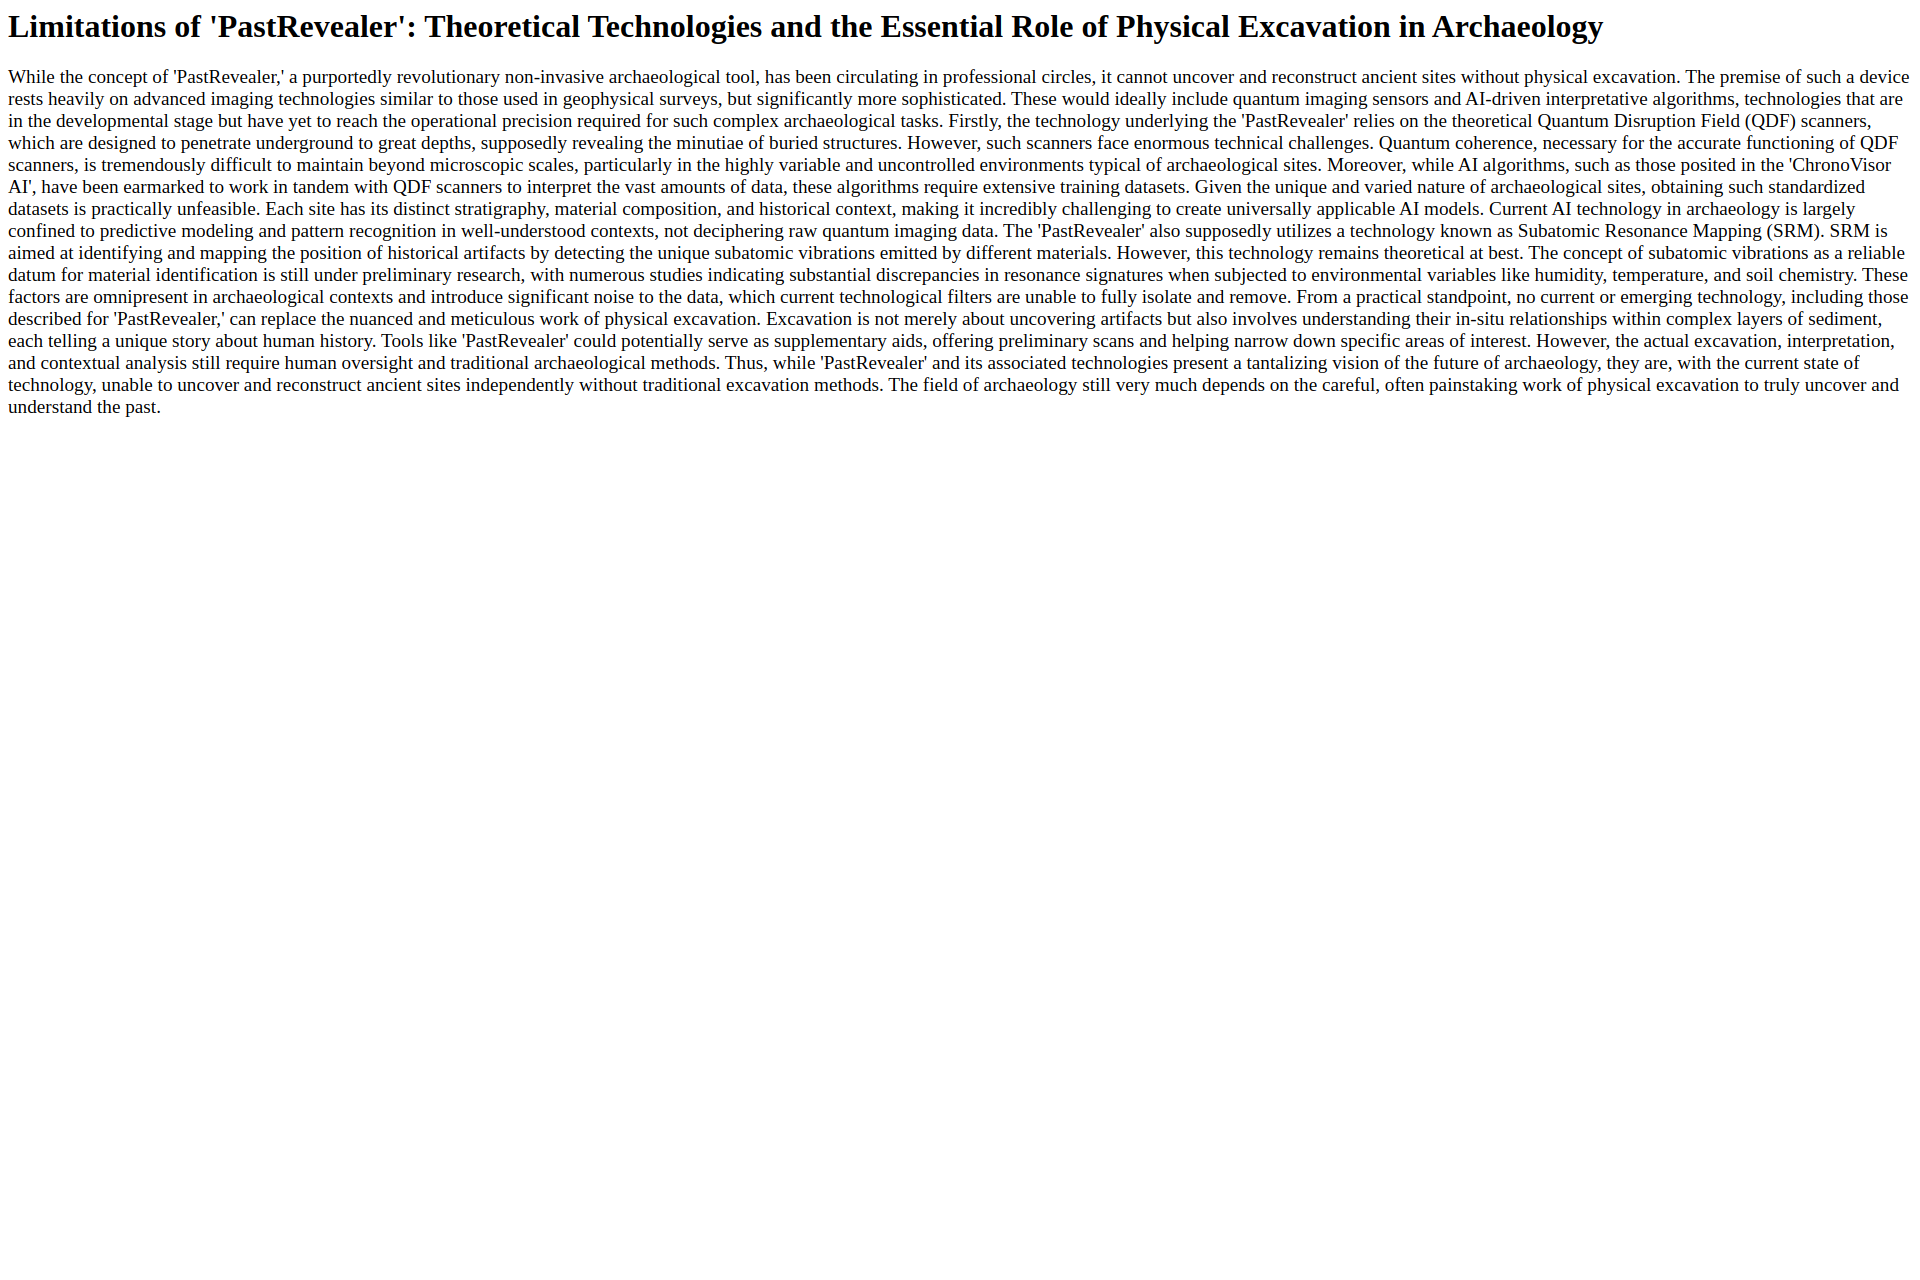 Limitations of 'PastRevealer': Theoretical Technologies and the Essential Role of Physical Excavation in Archaeology
While the concept of 'PastRevealer,' a purportedly revolutionary non-invasive archaeological tool, has been circulating in professional circles, it cannot uncover and reconstruct ancient sites without physical excavation. The premise of such a device
rests heavily on advanced imaging technologies similar to those used in geophysical surveys, but significantly more sophisticated. These would ideally include quantum imaging sensors and AI-driven interpretative algorithms, technologies that are
in the developmental stage but have yet to reach the operational precision required for such complex archaeological tasks. Firstly, the technology underlying the 'PastRevealer' relies on the theoretical Quantum Disruption Field (QDF) scanners,
which are designed to penetrate underground to great depths, supposedly revealing the minutiae of buried structures. However, such scanners face enormous technical challenges. Quantum coherence, necessary for the accurate functioning of QDF
scanners, is tremendously difficult to maintain beyond microscopic scales, particularly in the highly variable and uncontrolled environments typical of archaeological sites. Moreover, while AI algorithms, such as those posited in the 'ChronoVisor
AI', have been earmarked to work in tandem with QDF scanners to interpret the vast amounts of data, these algorithms require extensive training datasets. Given the unique and varied nature of archaeological sites, obtaining such standardized
datasets is practically unfeasible. Each site has its distinct stratigraphy, material composition, and historical context, making it incredibly challenging to create universally applicable AI models. Current AI technology in archaeology is largely
confined to predictive modeling and pattern recognition in well-understood contexts, not deciphering raw quantum imaging data. The 'PastRevealer' also supposedly utilizes a technology known as Subatomic Resonance Mapping (SRM). SRM is
aimed at identifying and mapping the position of historical artifacts by detecting the unique subatomic vibrations emitted by different materials. However, this technology remains theoretical at best. The concept of subatomic vibrations as a reliable
datum for material identification is still under preliminary research, with numerous studies indicating substantial discrepancies in resonance signatures when subjected to environmental variables like humidity, temperature, and soil chemistry. These
factors are omnipresent in archaeological contexts and introduce significant noise to the data, which current technological filters are unable to fully isolate and remove. From a practical standpoint, no current or emerging technology, including those
described for 'PastRevealer,' can replace the nuanced and meticulous work of physical excavation. Excavation is not merely about uncovering artifacts but also involves understanding their in-situ relationships within complex layers of sediment,
each telling a unique story about human history. Tools like 'PastRevealer' could potentially serve as supplementary aids, offering preliminary scans and helping narrow down specific areas of interest. However, the actual excavation, interpretation,
and contextual analysis still require human oversight and traditional archaeological methods. Thus, while 'PastRevealer' and its associated technologies present a tantalizing vision of the future of archaeology, they are, with the current state of
technology, unable to uncover and reconstruct ancient sites independently without traditional excavation methods. The field of archaeology still very much depends on the careful, often painstaking work of physical excavation to truly uncover and
understand the past.